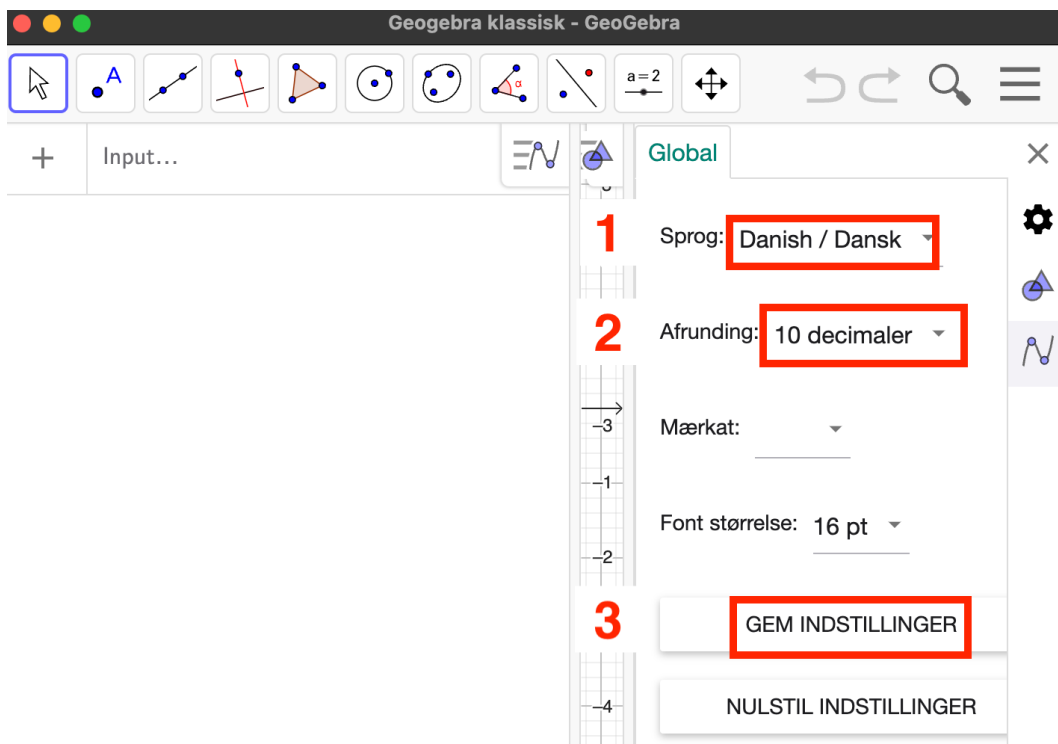 Geogebra klassisk - GeoGebra
A
α
a = 2
+
Input...
Global
1
Sprog:
Danish / Dansk
2
Afrunding:
10 decimaler
Mærkat:
-3
-1
Font størrelse:
16 pt
-2
3
GEM INDSTILLINGER
-4
NULSTIL INDSTILLINGER